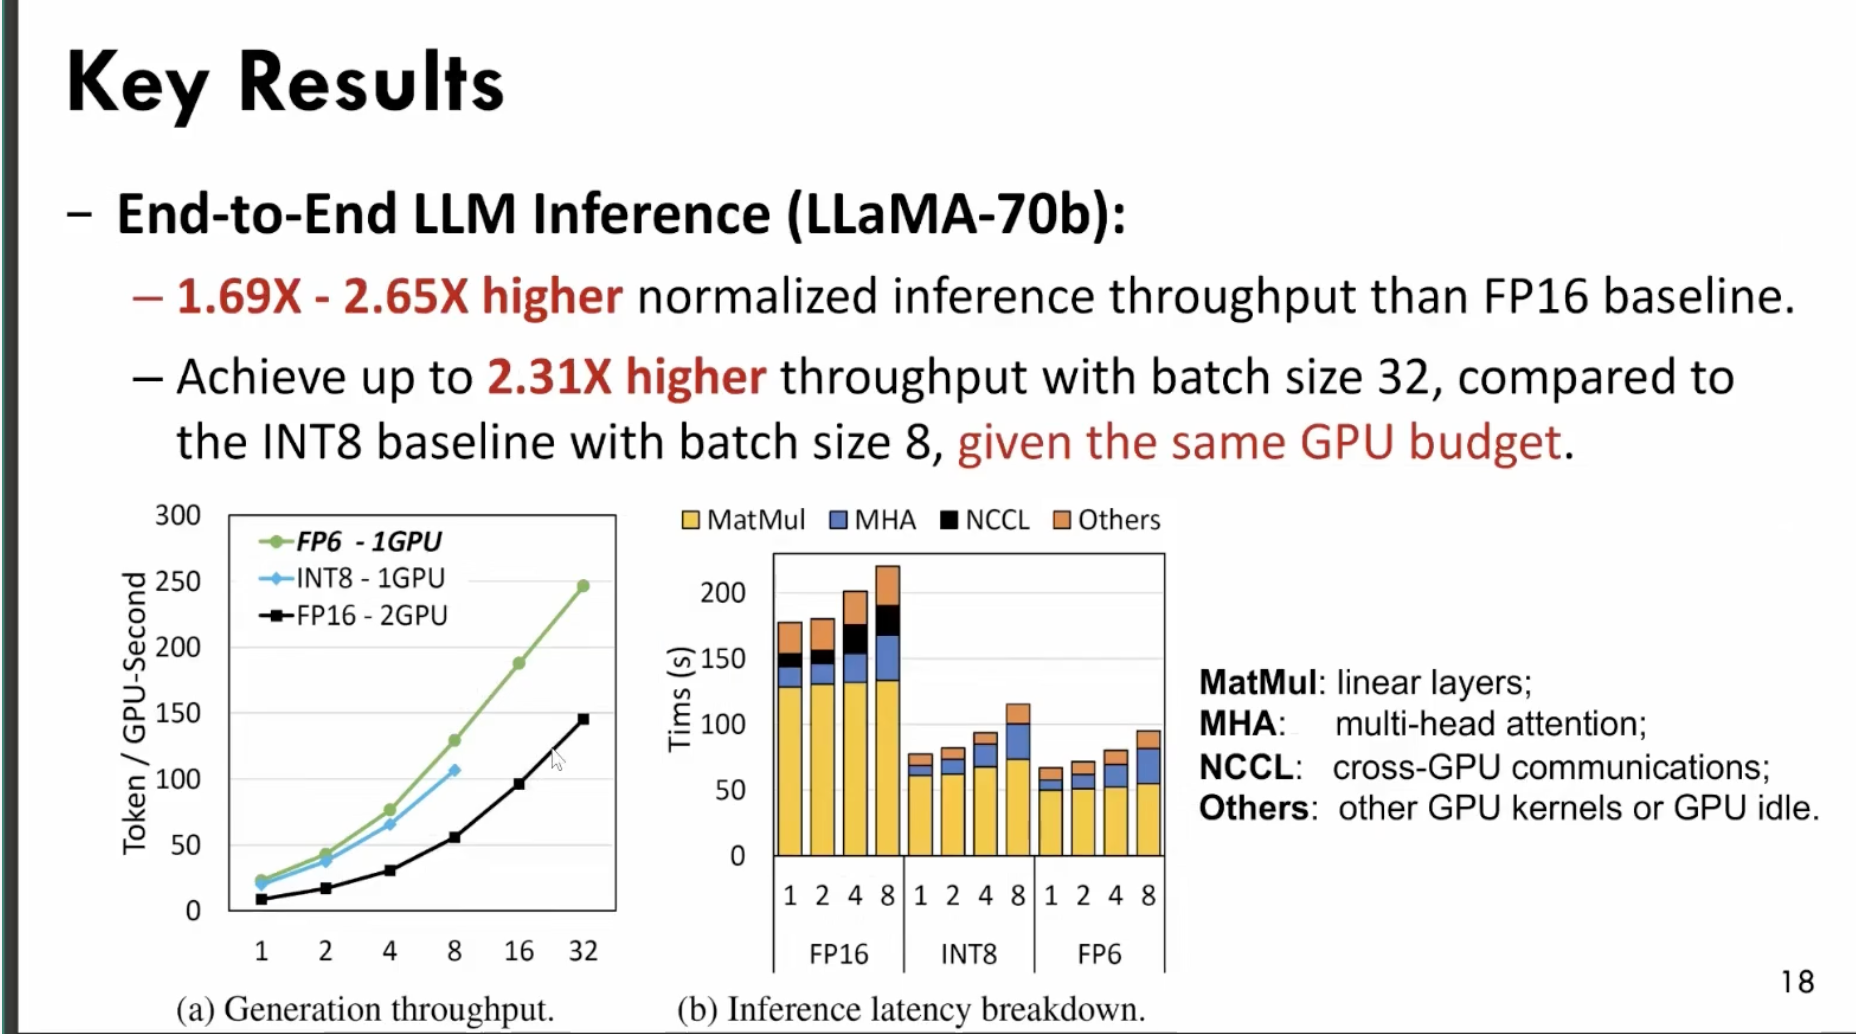 Key Results
– End-to-End LLM Inference (LLaMA-70b):
– 1.69X - 2.65X higher normalized inference throughput than FP16 baseline.
– Achieve up to 2.31X higher throughput with batch size 32, compared to
the INT8 baseline with batch size 8, given the same GPU budget.
Token / GPU-Second
300
250
200
150
100
50
0
FP6 - 1GPU
INT8 - 1GPU
FP16 - 2GPU
1 2 4 8 16 32
(a) Generation throughput.
MatMul MHA NCCL Others
Tims (s)
200
150
100
50
0
1 2 4 8 1 2 4 8 1 2 4 8
FP16 INT8 FP6
(b) Inference latency breakdown.
MatMul: linear layers;
MHA: multi-head attention;
NCCL: cross-GPU communications;
Others: other GPU kernels or GPU idle.
18